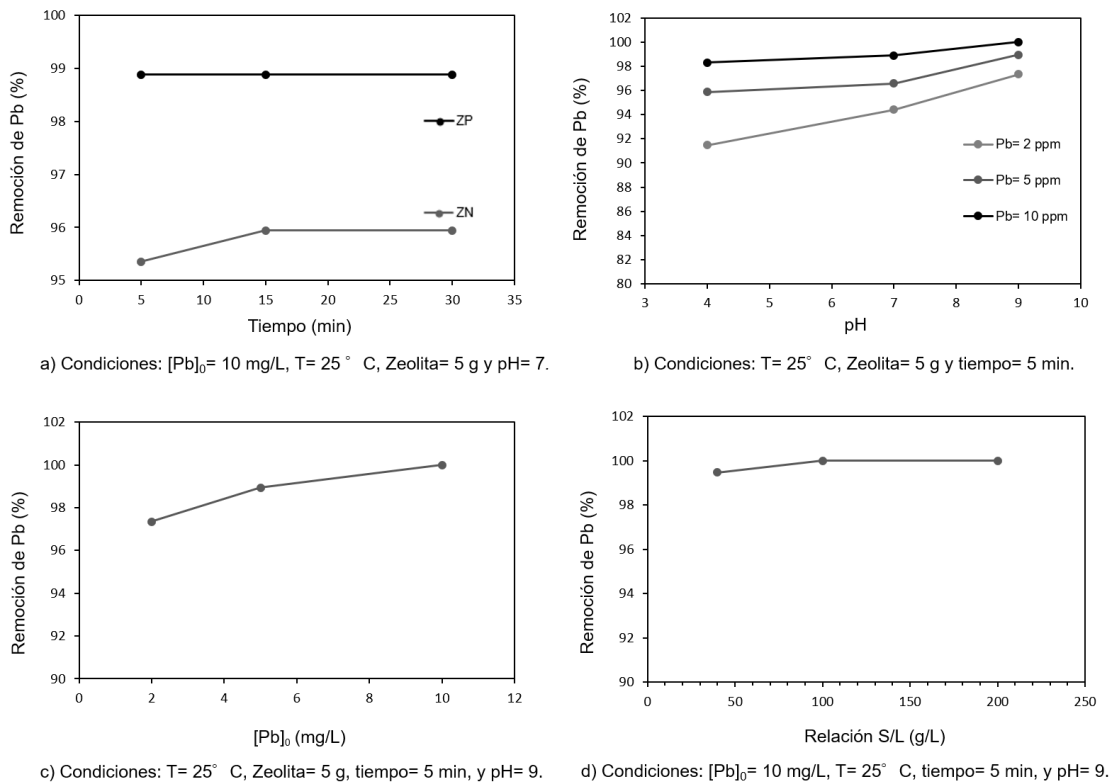 100
99
98
97
96
95
Remoción de Pb (%)
ZP
ZN
0 5 10 15 20 25 30 35
Tiempo (min)
a) Condiciones: [Pb]₀= 10 mg/L, T= 25 ° C, Zeolita= 5 g y pH= 7.
102
100
98
96
94
92
90
88
86
84
82
80
Remoción de Pb (%)
Pb= 2 ppm
Pb= 5 ppm
Pb= 10 ppm
3 4 5 6 7 8 9 10
pH
b) Condiciones: T= 25° C, Zeolita= 5 g y tiempo= 5 min.
102
100
98
96
94
92
90
Remoción de Pb (%)
0 2 4 6 8 10 12
[Pb]₀ (mg/L)
c) Condiciones: T= 25° C, Zeolita= 5 g, tiempo= 5 min, y pH= 9.
102
100
98
96
94
92
90
Remoción de Pb (%)
0 50 100 150 200 250
Relación S/L (g/L)
d) Condiciones: [Pb]₀= 10 mg/L, T= 25° C, tiempo= 5 min, y pH= 9.